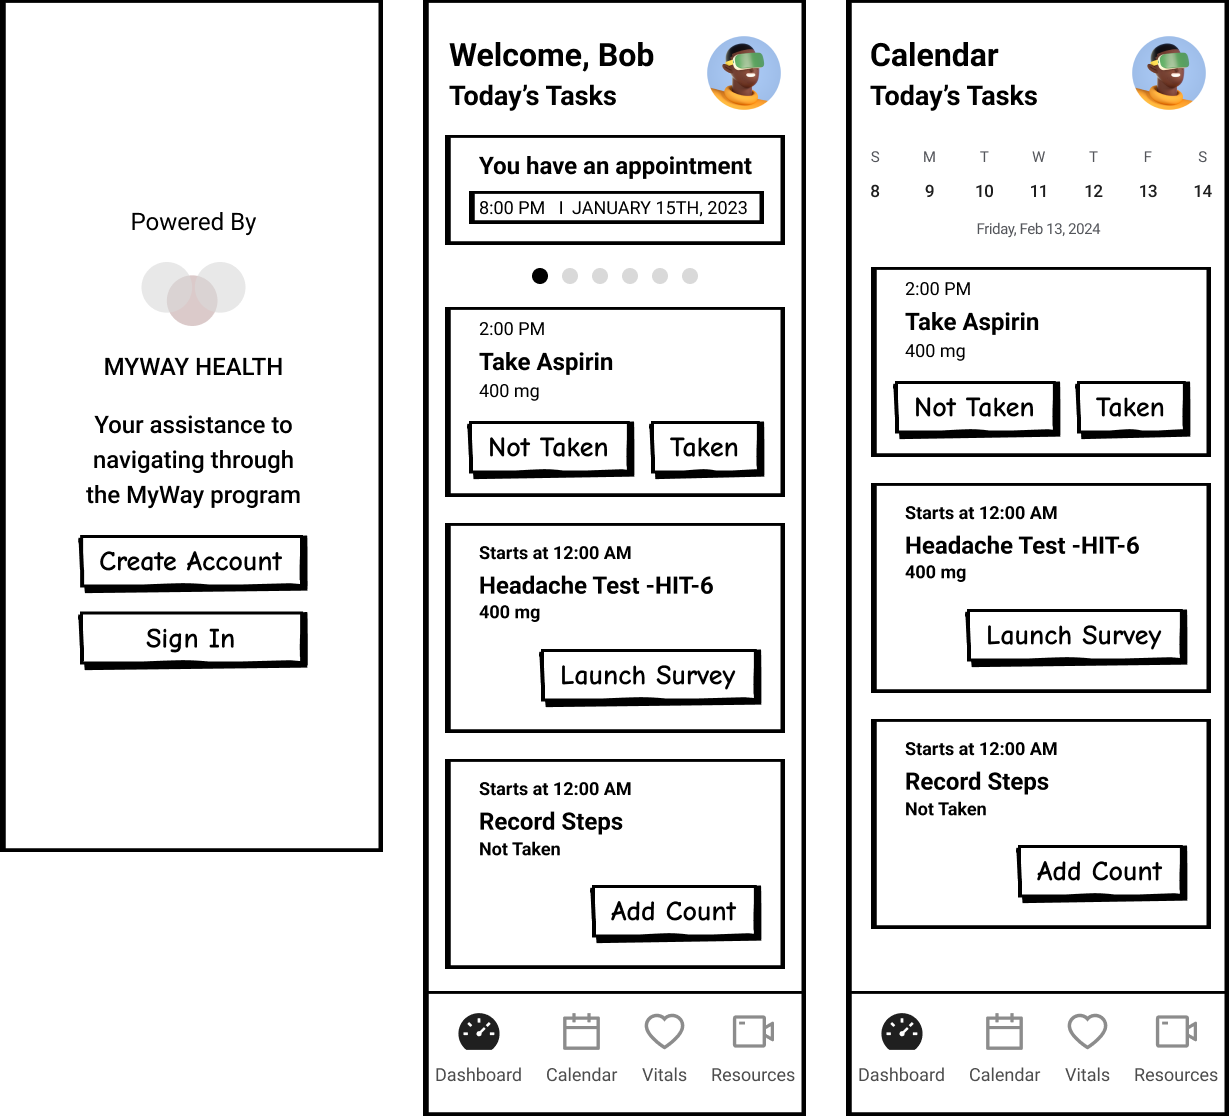 Powered By
MYWAY HEALTH
Your assistance to
navigating through
the MyWay program
Create Account
Sign In
Welcome, Bob
Today’s Tasks
You have an appointment
8:00 PM I JANUARY 15TH, 2023
2:00 PM
Take Aspirin
400 mg
Not Taken Taken
Starts at 12:00 AM
Headache Test -HIT-6
400 mg
Launch Survey
Starts at 12:00 AM
Record Steps
Not Taken
Add Count
Dashboard Calendar Vitals Resources
Calendar
Today’s Tasks
S M T W T F S
8 9 10 11 12 13 14
Friday, Feb 13, 2024
2:00 PM
Take Aspirin
400 mg
Not Taken Taken
Starts at 12:00 AM
Headache Test -HIT-6
400 mg
Launch Survey
Starts at 12:00 AM
Record Steps
Not Taken
Add Count
Dashboard Calendar Vitals Resources